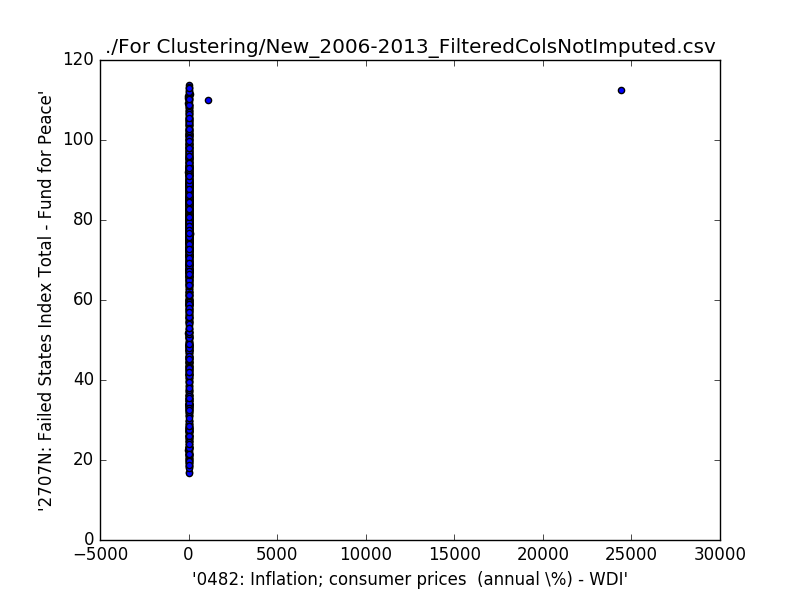 ./For Clustering/New_2006-2013_FilteredColsNotImputed.csv
'2707N: Failed States Index Total - Fund for Peace'
120
100
80
60
40
20
0
−5000 0 5000 10000 15000 20000 25000 30000
'0482: Inflation; consumer prices  (annual \%) - WDI'